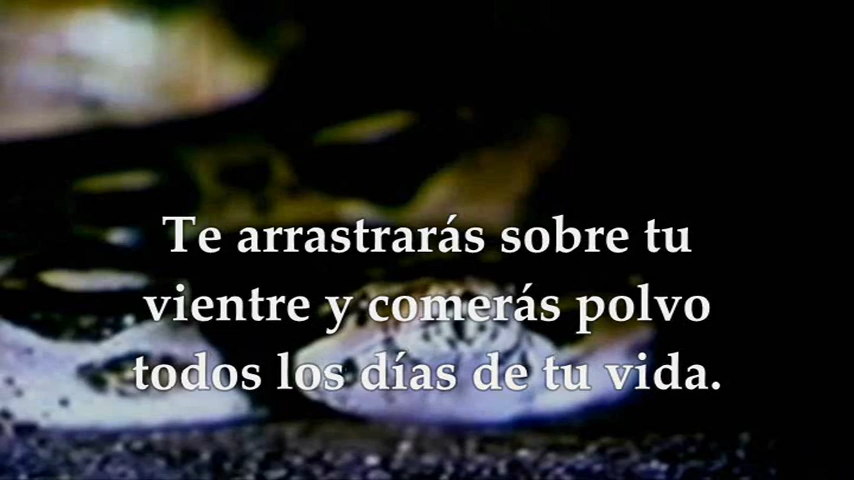 Te arrastrarás sobre tu
vientre y comerás polvo
todos los días de tu vida.